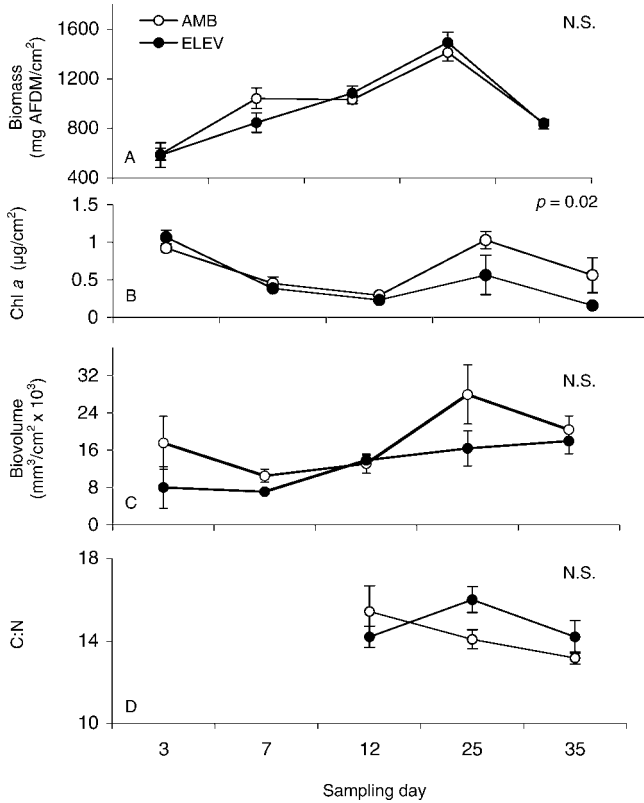 AMB
ELEV
N.S.
Biomass
(mg AFDM/cm²)
1600
1200
800
400
A
p = 0.02
Chl a (µg/cm²)
1.5
1
0.5
0
B
N.S.
Biovolume
(mm³/cm² x 10³)
32
24
16
8
0
C
N.S.
C:N
18
14
10
D
3 7 12 25 35
Sampling day